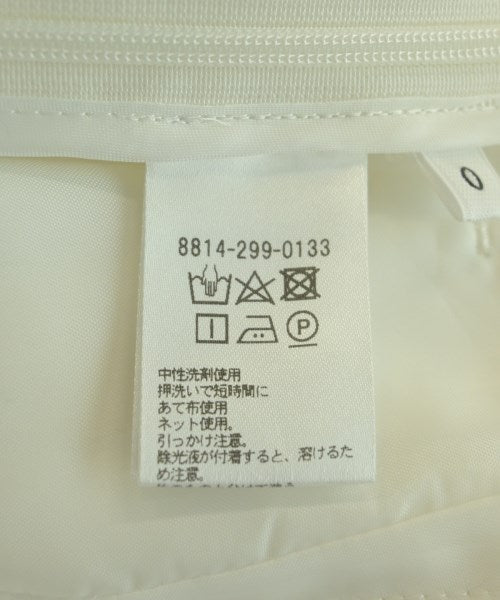 0
8814-299-0133
P
中性洗剤使用
押洗いで短時間に
あて布使用
ネット使用。
引っかけ注意。
除光液が付着すると、溶けるた
め注意。